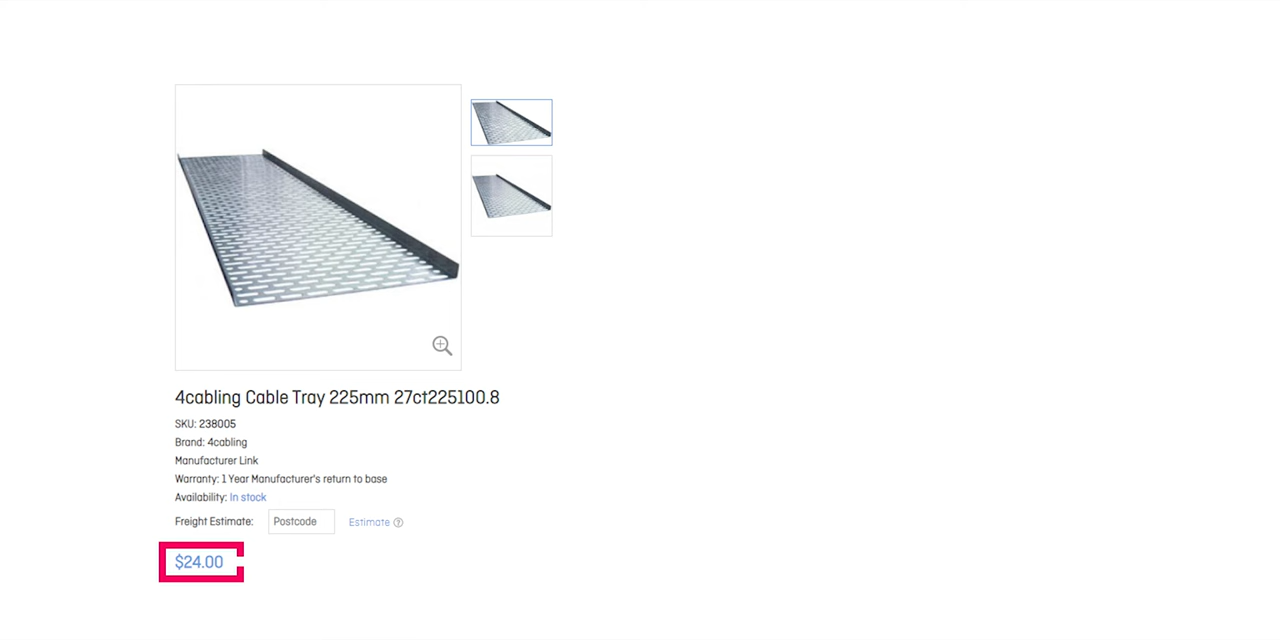 4cabling Cable Tray 225mm 27ct225100.8
SKU: 238005
Brand: 4cabling
Manufacturer Link
Warranty: 1 Year Manufacturer's return to base
Availability: In stock
Freight Estimate: Postcode Estimate ?
$24.00